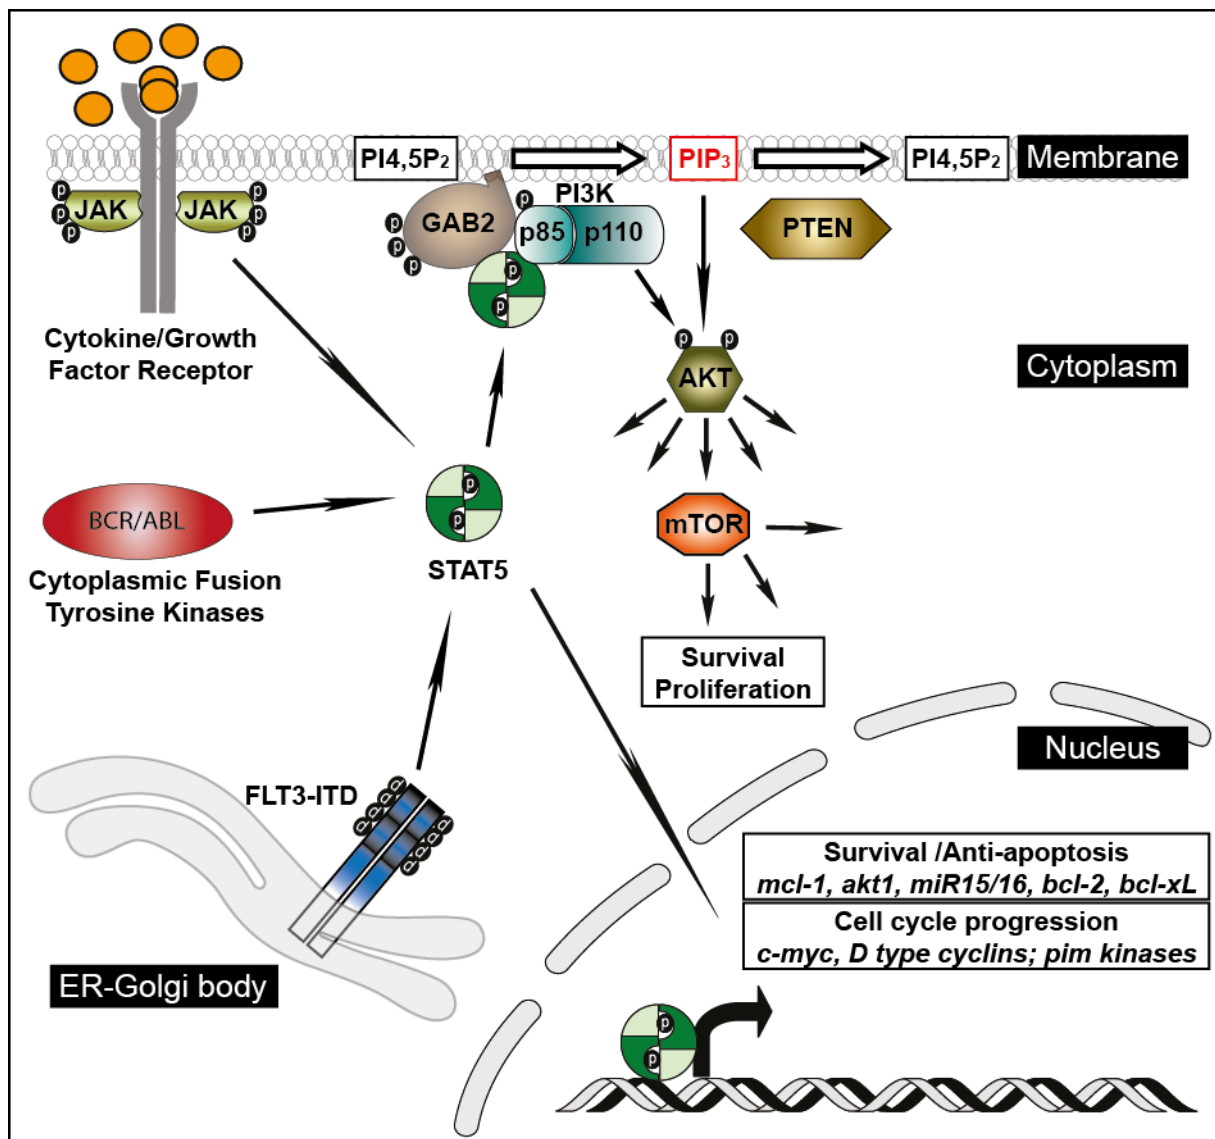 PI4,5P2
PIP3
PI4,5P2
Membrane
P
P
P
JAK
JAK
P
P
P
GAB2
P
P
P
P
PI3K
p85
p110
PTEN
P
P
Cytokine/Growth
Factor Receptor
P
P
AKT
Cytoplasm
BCR/ABL
Cytoplasmic Fusion
Tyrosine Kinases
P
P
STAT5
mTOR
Survival
Proliferation
Nucleus
FLT3-ITD
P
P
P
P
P
P
P
P
ER-Golgi body
Survival /Anti-apoptosis
mcl-1, akt1, miR15/16, bcl-2, bcl-xL
Cell cycle progression
c-myc, D type cyclins; pim kinases
P
P